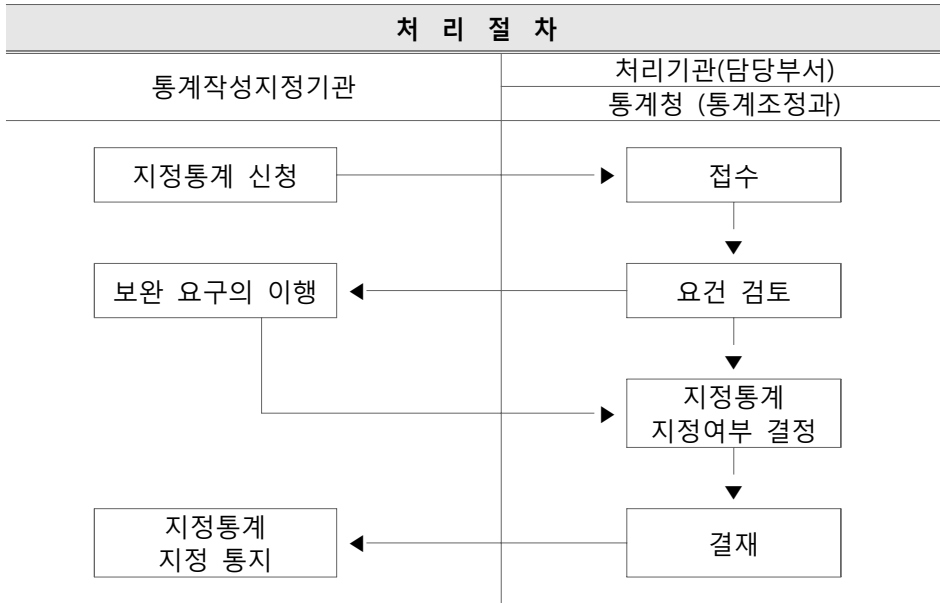 처 리 절 차
통계작성지정기관
처리기관(담당부서)
통계청 (통계조정과)
지정통계 신청
접수
보완 요구의 이행
요건 검토
지정통계
지정여부 결정
지정통계
지정 통지
결재